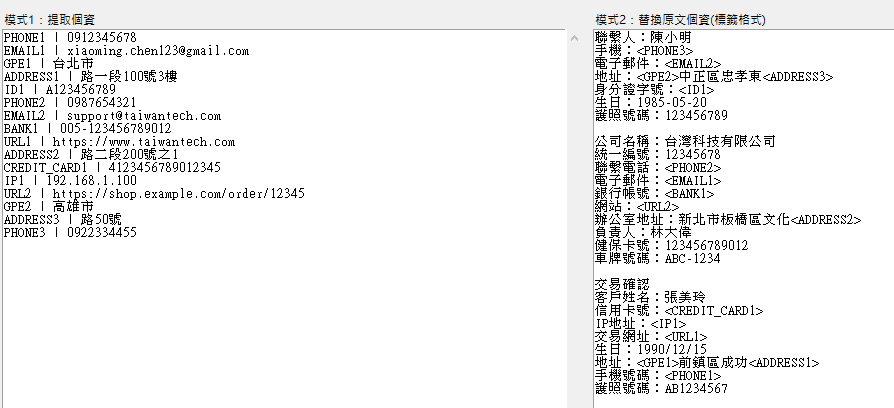 模式1：提取個資
PHONE1 | 0912345678
EMAIL1 | xiaoming.chen123@gmail.com
GPE1 | 台北市
ADDRESS1 | 路一段100號3樓
ID1 | A123456789
PHONE2 | 0987654321
EMAIL2 | support@taiwantech.com
BANK1 | 005-123456789012
URL1 | https://www.taiwantech.com
ADDRESS2 | 路二段200號之1
CREDIT_CARD1 | 4123456789012345
IP1 | 192.168.1.100
URL2 | https://shop.example.com/order/12345
GPE2 | 高雄市
ADDRESS3 | 路50號
PHONE3 | 0922334455
模式2：替換原文個資(標籤格式)
聯繫人：陳小明
手機：<PHONE3>
電子郵件：<EMAIL2>
地址：<GPE2>中正區忠孝東<ADDRESS3>
身分證字號：<ID1>
生日：1985-05-20
護照號碼：123456789
公司名稱：台灣科技有限公司
統一編號：12345678
聯繫電話：<PHONE2>
電子郵件：<EMAIL1>
銀行帳號：<BANK1>
網站：<URL2>
辦公室地址：新北市板橋區文化<ADDRESS2>
負責人：林大偉
健保卡號：123456789012
車牌號碼：ABC-1234
交易確認
客戶姓名：張美玲
信用卡號：<CREDIT_CARD1>
IP地址：<IP1>
交易網址：<URL1>
生日：1990/12/15
地址：<GPE1>前鎮區成功<ADDRESS1>
手機號碼：<PHONE1>
護照號碼：AB1234567